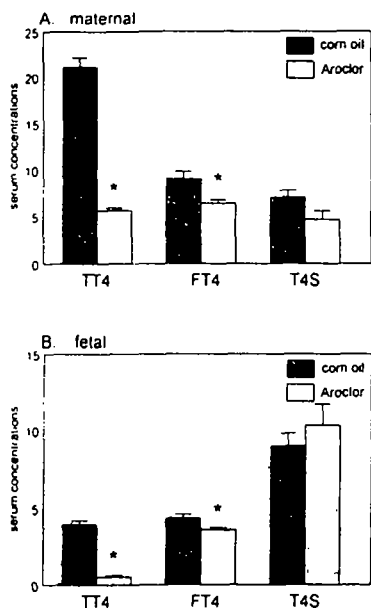 A. maternal
25
corn oil
20
Aroclor
15
serum concentrations
10
*
*
5
0
TT4
FT4
T4S
B. fetal
15
corn oil
Aroclor
10
serum concentrations
5
*
*
0
TT4
FT4
T4S